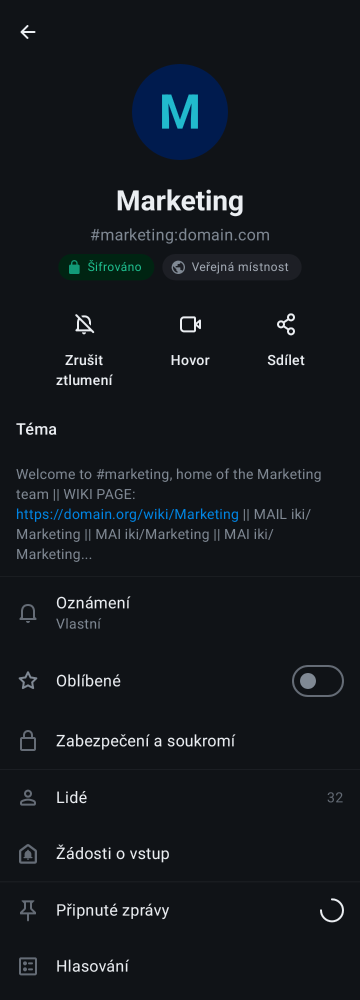 M
Marketing
#marketing:domain.com
Šifrováno
Veřejná místnost
Zrušit
ztlumení
Hovor
Sdílet
Téma
Welcome to #marketing, home of the Marketing
team || WIKI PAGE:
https://domain.org/wiki/Marketing || MAIL iki/
Marketing || MAI iki/Marketing || MAI iki/
Marketing...
Oznámení
Vlastní
Oblíbené
Zabezpečení a soukromí
Lidé
32
Žádosti o vstup
Připnuté zprávy
Hlasování